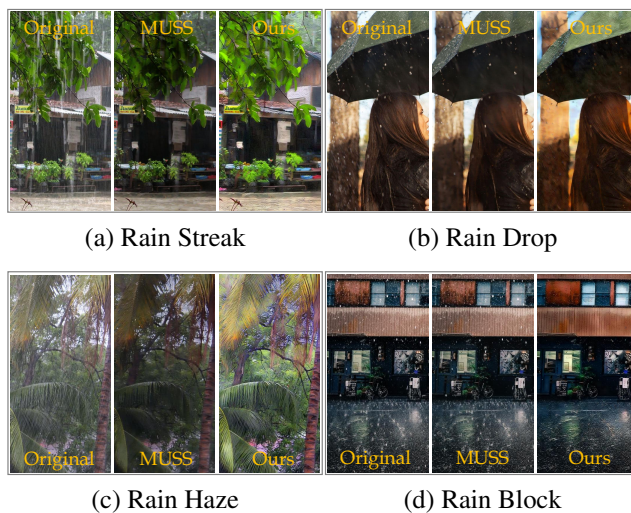 Original MUSS Ours
Original MUSS Ours
(a) Rain Streak
(b) Rain Drop
Original MUSS Ours
Original MUSS Ours
(c) Rain Haze
(d) Rain Block